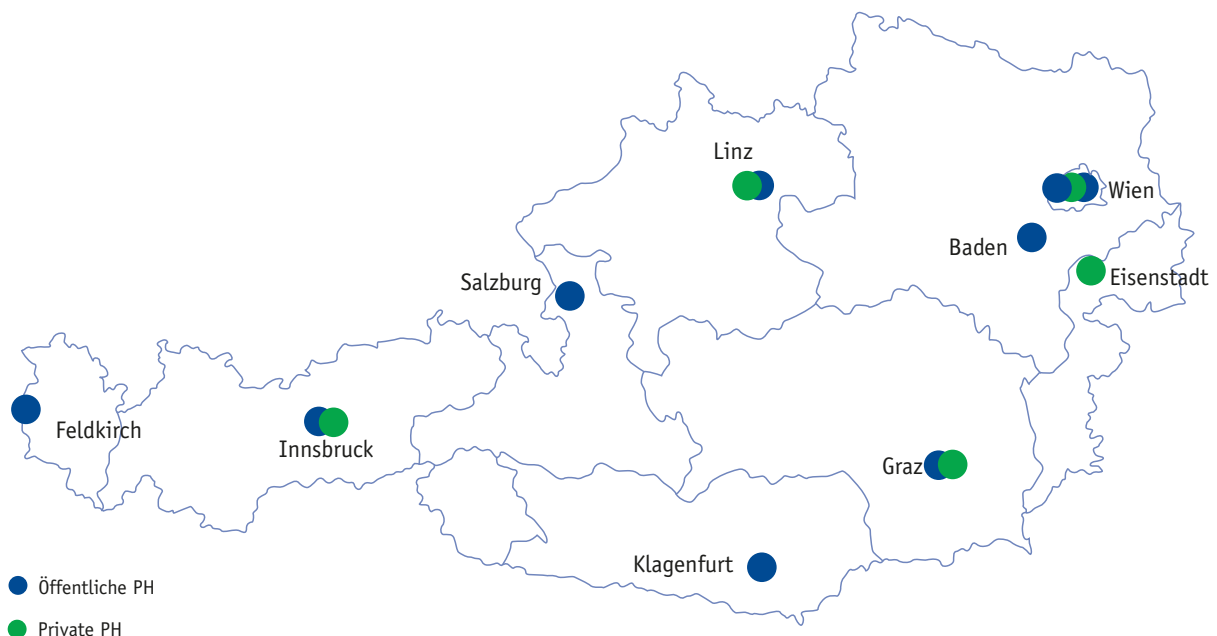 Linz
Wien
Baden
Eisenstadt
Salzburg
Feldkirch
Innsbruck
Graz
Klagenfurt
Öffentliche PH
Private PH